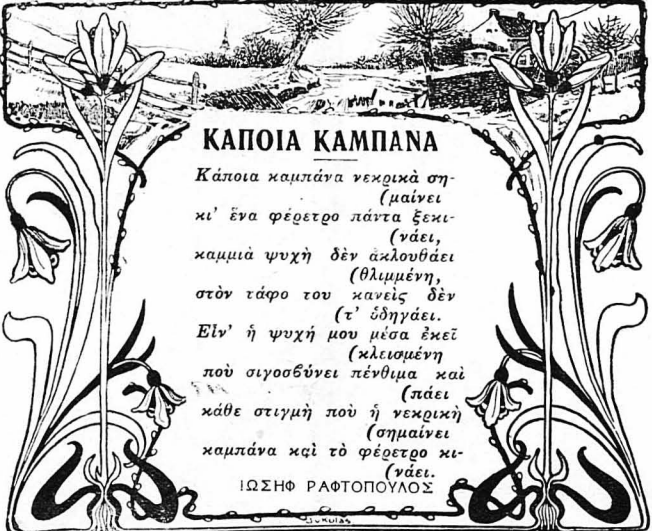 ΚΑΠΟΙΑ ΚΑΜΠΑΝΑ
Κάποια καμπάνα νεκρικὰ ση-
(μαίνει
κι' ἕνα φέρετρο πάντα ξεκι-
(νάει,
καμμιὰ ψυχὴ δὲν ἀκλουθάει
(θλιμμένη,
στὸν τάφο του κανεὶς δὲν
(τ' ὁδηγάει.
Εἶν' ἡ ψυχή μου μέσα ἐκεῖ
(κλεισμένη
ποὺ σιγοσβύνει πένθιμα καὶ
(πάει
κάθε στιγμὴ ποὺ ἡ νεκρικὴ
(σημαίνει
καμπάνα καὶ τὸ φέρετρο κι-
(νάει.
ΙΩΣΗΦ ΡΑΦΤΟΠΟΥΛΟΣ